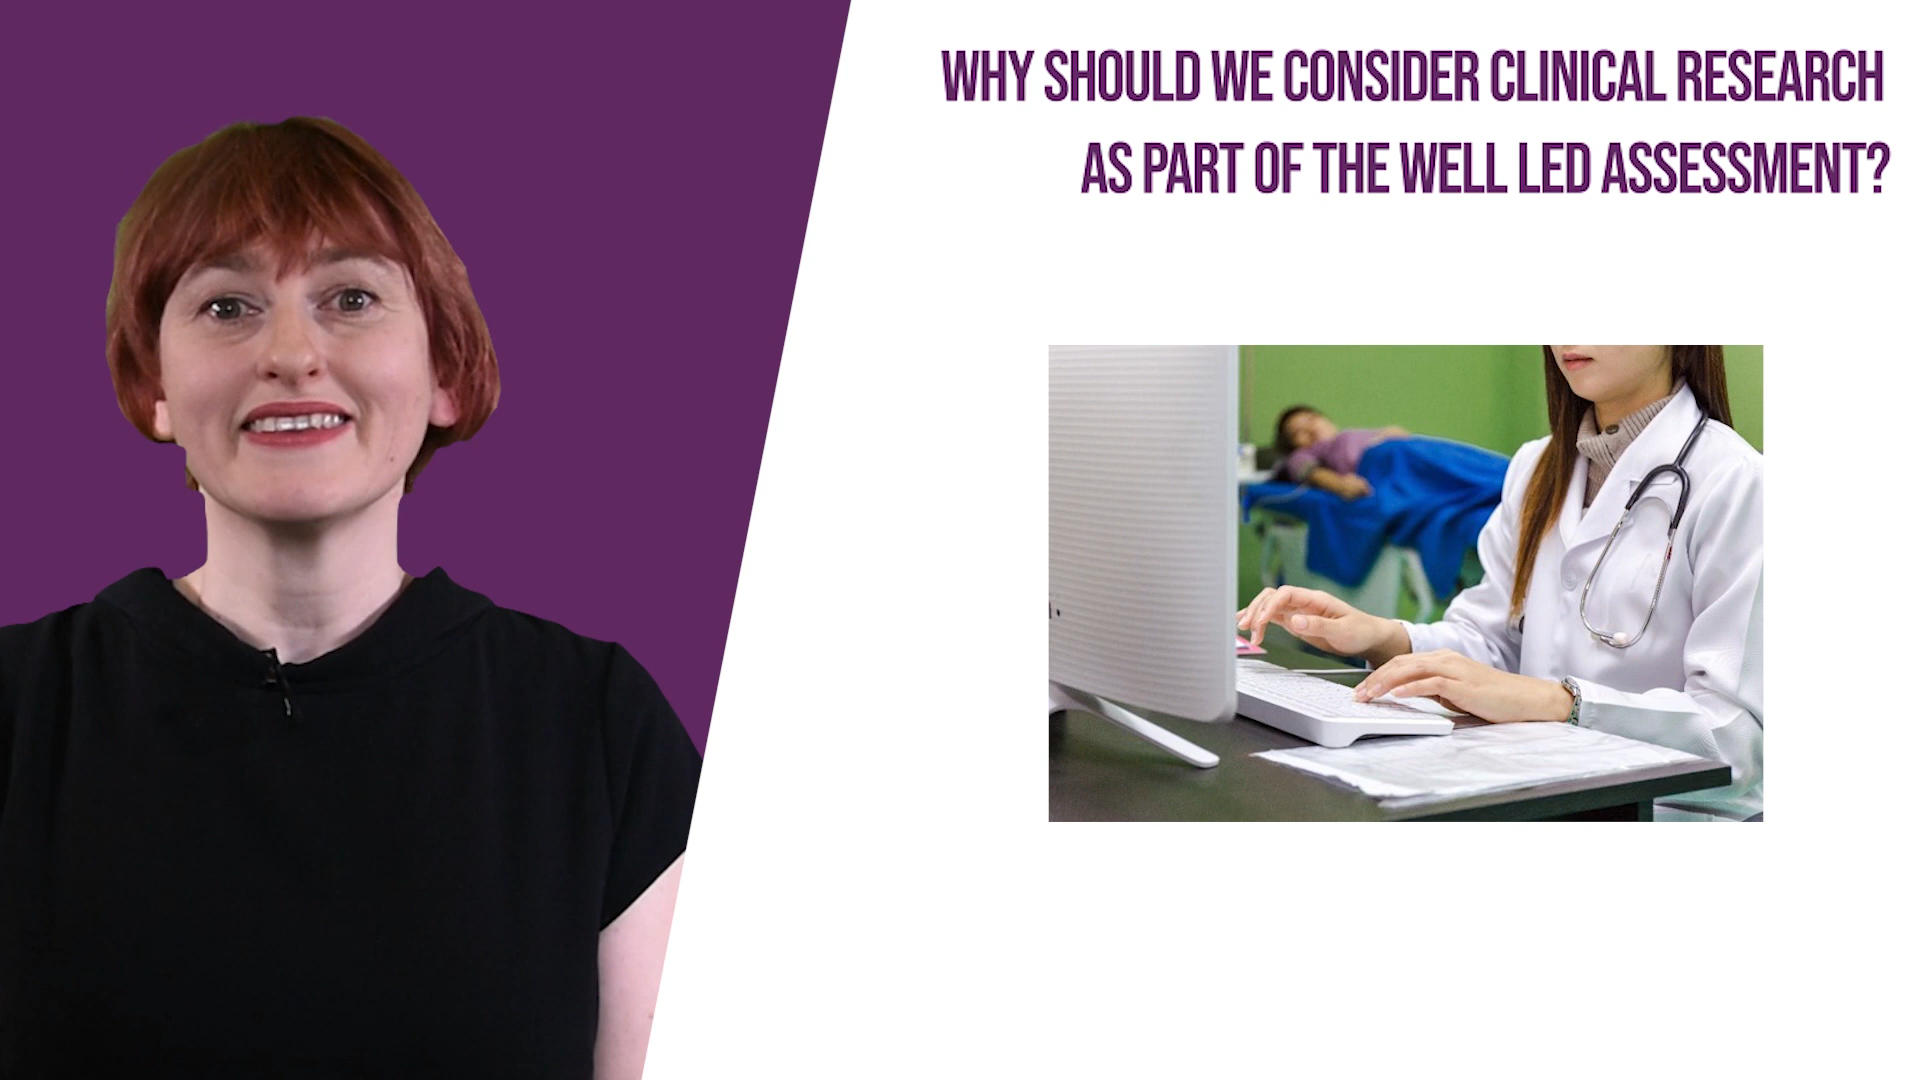 WHY SHOULD WE CONSIDER CLINICAL RESEARCH
AS PART OF THE WELL LED ASSESSMENT?